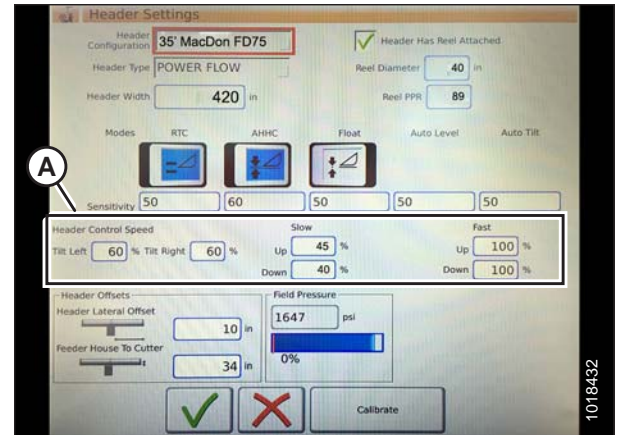 Header Settings
Header Configuration 35' MacDon FD75 Header Has Reel Attached
Header Type POWER FLOW Reel Diameter 40 in
Header Width 420 in Reel PPR 89
Modes RTC AHHC Float Auto Level Auto Tilt
A
Sensitivity 50 60 50 50 50
Header Control Speed Slow Fast
Tilt Left 60 % Tilt Right 60 % Up 45 % Up 100 %
Down 40 % Down 100 %
Header Offsets Field Pressure
Header Lateral Offset 1647 psi
10 in
Feeder House To Cutter 0%
34 in
Calibrate
1018432